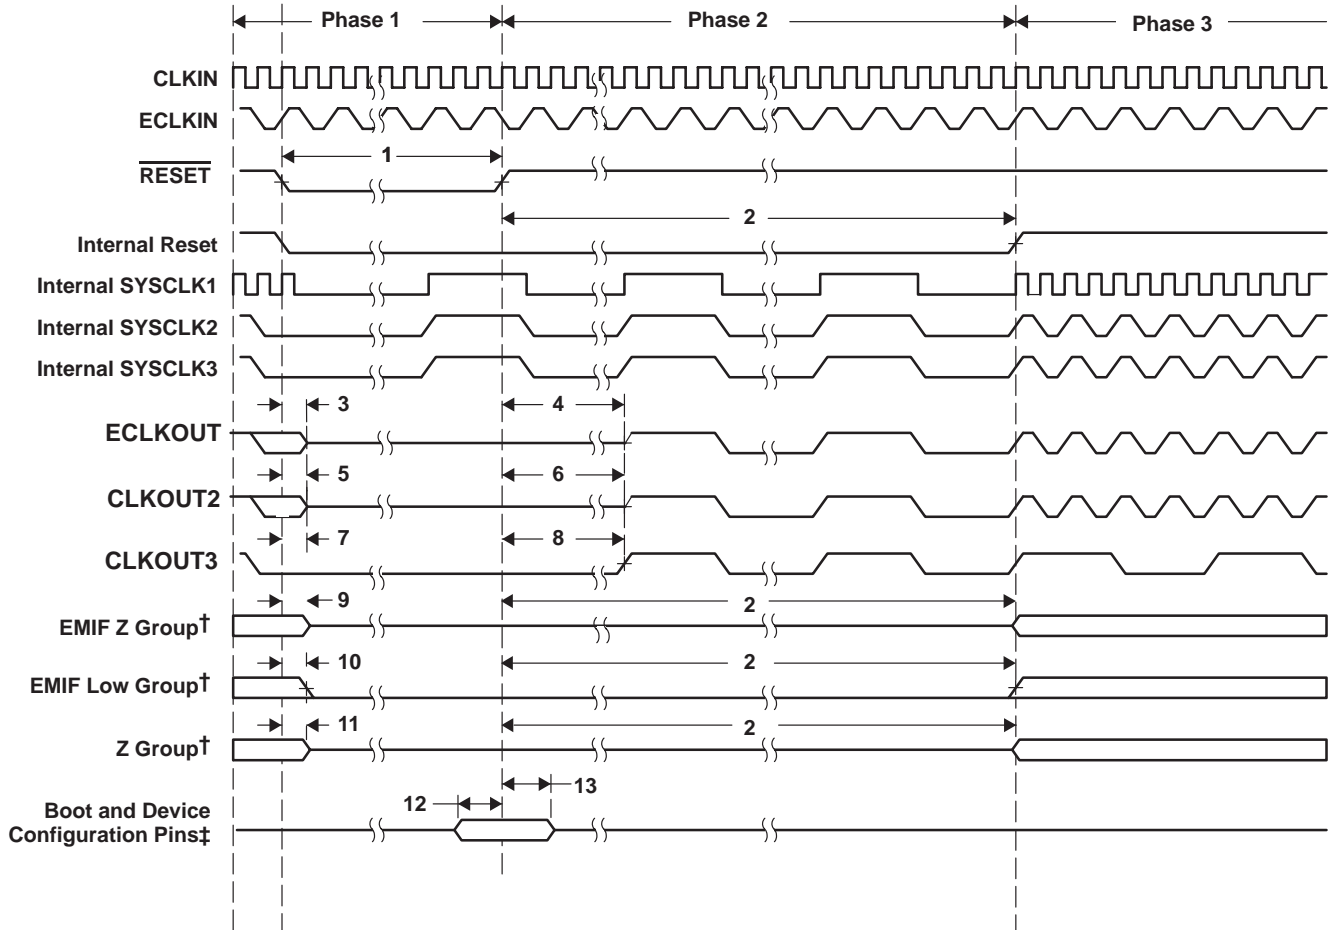 Phase 1 Phase 2 Phase 3
CLKIN
ECLKIN
1
RESET
2
Internal Reset
Internal SYSCLK1
Internal SYSCLK2
Internal SYSCLK3
3 4
ECLKOUT
5 6
CLKOUT2
7 8
CLKOUT3
9 2
EMIF Z Group†
10 2
EMIF Low Group†
11 2
Z Group†
13
12
Boot and Device
Configuration Pins‡